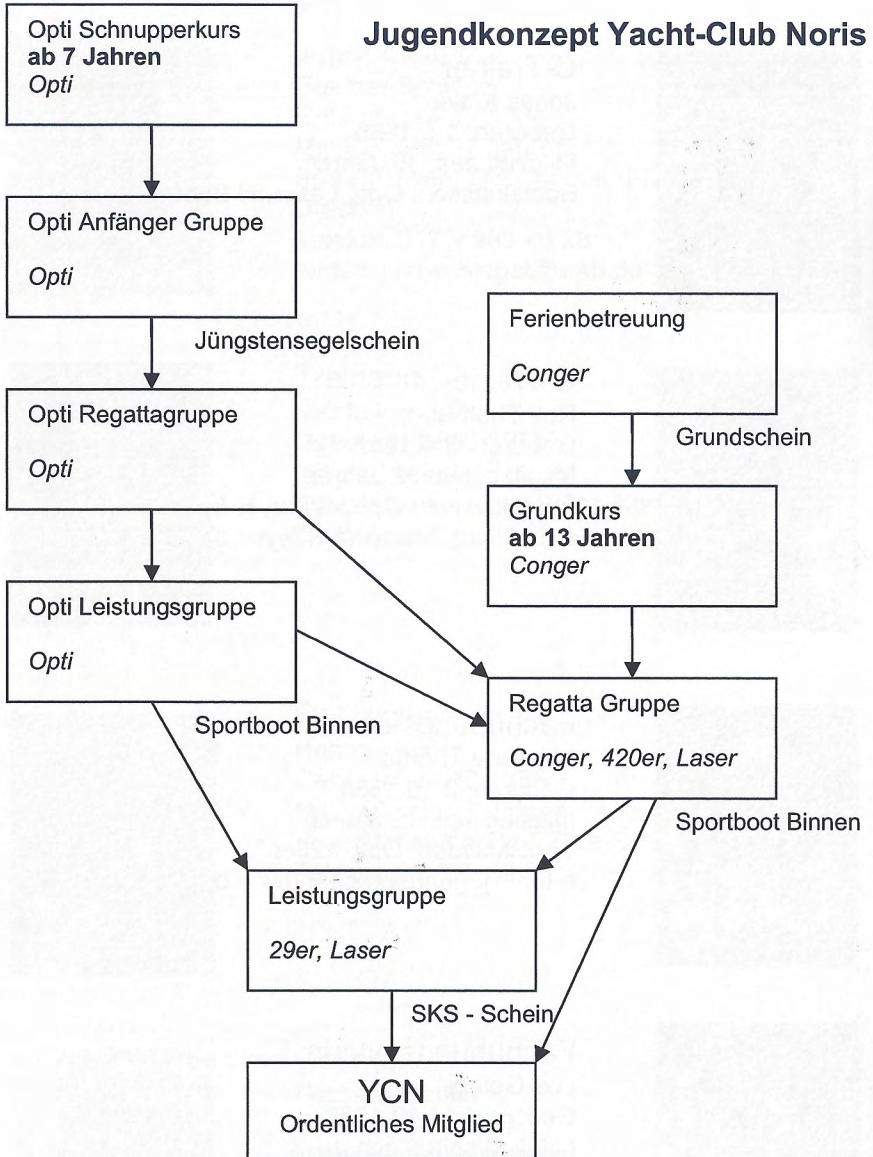 Jugendkonzept Yacht-Club Noris
Opti Schnupperkurs
ab 7 Jahren
Opti
Opti Anfänger Gruppe
Opti
Jüngstensegelschein
Opti Regattagruppe
Opti
Opti Leistungsgruppe
Opti
Sportboot Binnen
Ferienbetreuung
Conger
Grundschein
Grundkurs
ab 13 Jahren
Conger
Regatta Gruppe
Conger, 420er, Laser
Sportboot Binnen
Leistungsgruppe
29er, Laser
SKS - Schein
YCN
Ordentliches Mitglied